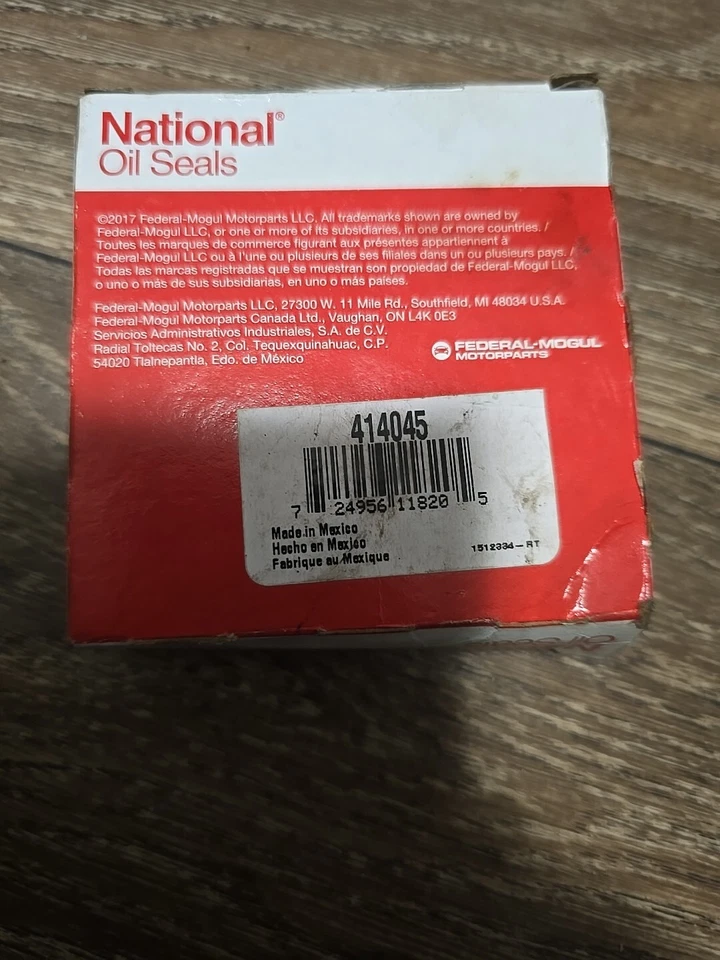 National®
Oil Seals
©2017 Federal-Mogul Motorparts LLC. All trademarks shown are owned by
Federal-Mogul LLC, or one or more of its subsidiaries, in one or more countries. /
Toutes les marques de commerce figurant aux présentes appartiennent à
Federal-Mogul LLC ou à l'une ou plusieurs de ses filiales dans un ou plusieurs pays. /
Todas las marcas registradas que se muestran son propiedad de Federal-Mogul LLC,
o uno o más de sus subsidiarias, en uno o más países.
Federal-Mogul Motorparts LLC, 27300 W. 11 Mile Rd., Southfield, MI 48034 U.S.A.
Federal-Mogul Motorparts Canada Ltd., Vaughan, ON L4K 0E3
Servicios Administrativos Industriales, S.A. de C.V.
Radial Toltecas No. 2, Col. Tequexquinahuac, C.P.
54020 Tlalnepantla, Edo. de México
FEDERAL-MOGUL
MOTORPARTS
414045
7 24956 11820 5
Made in Mexico
Hecho en Mexico
Fabrique au Mexique
1512334-RT